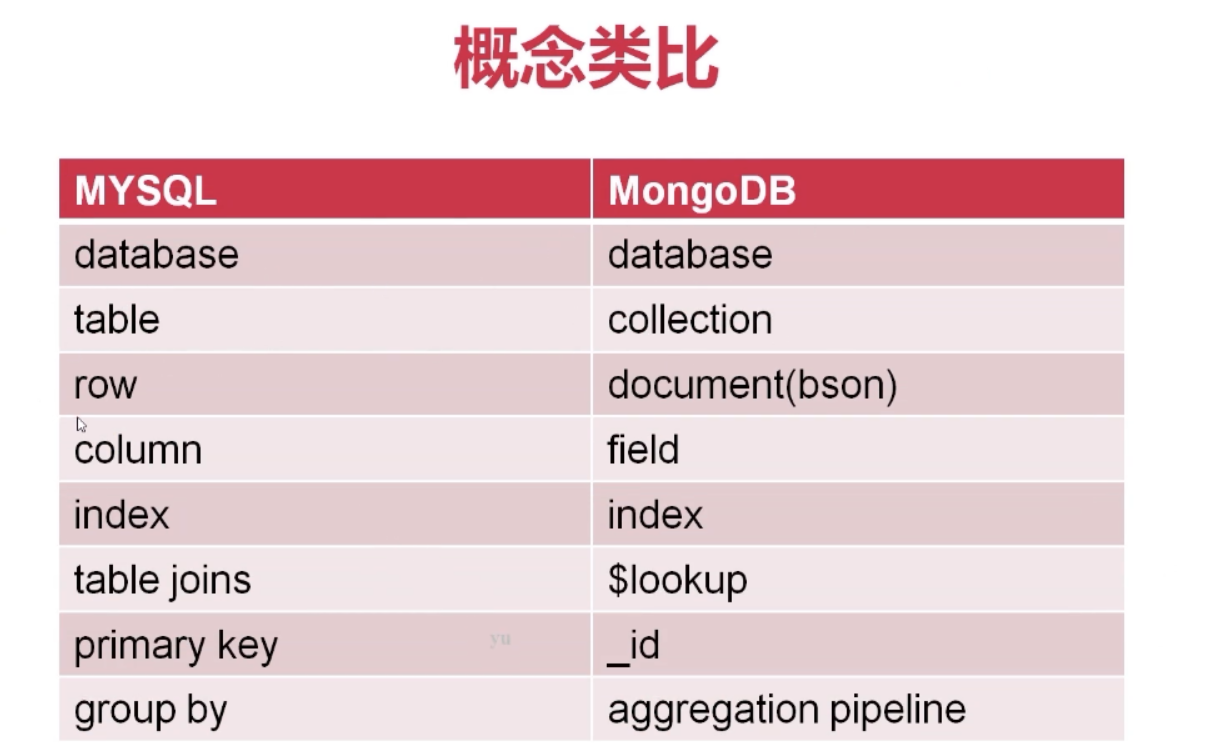 概念类比
MYSQL MongoDB
database database
table collection
row document(bson)
column field
index index
table joins $lookup
primary key yu _id
group by aggregation pipeline